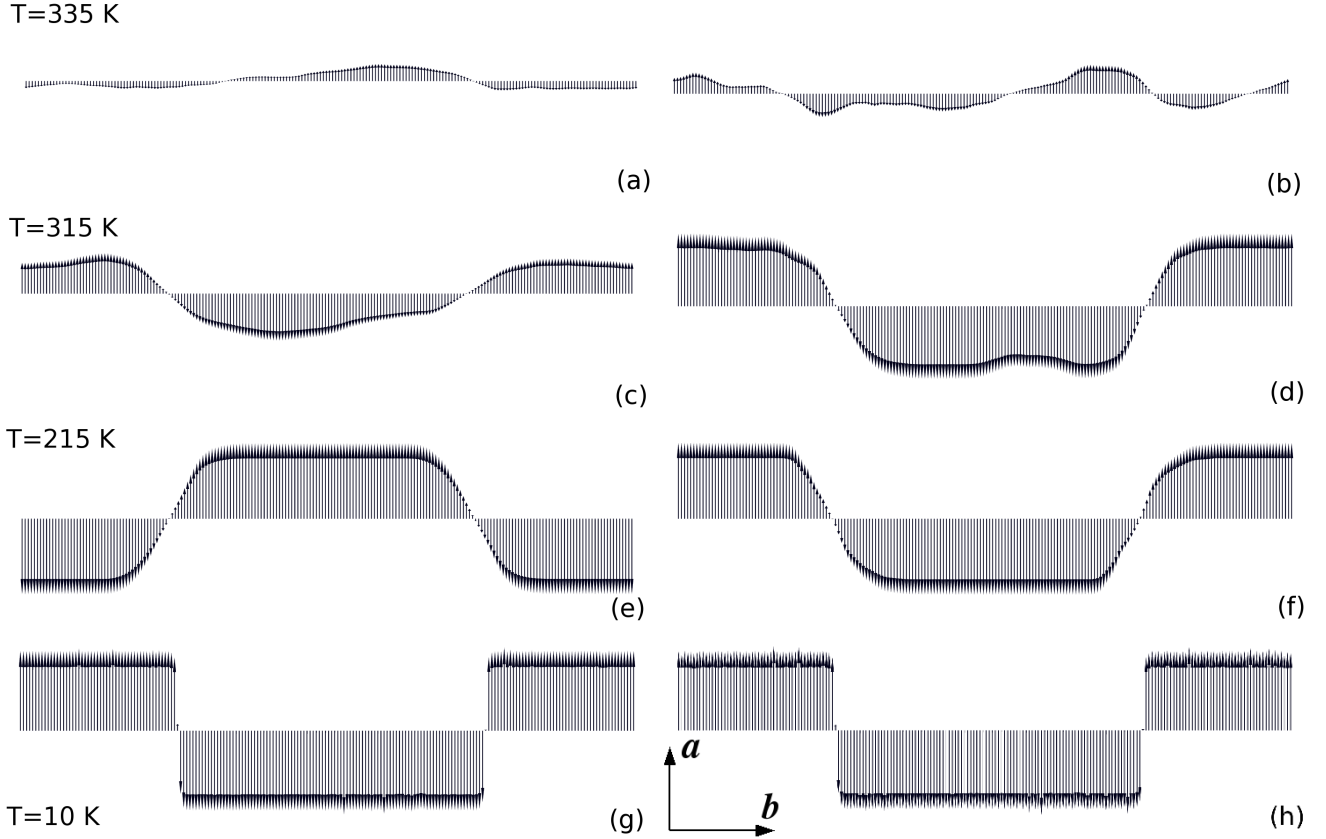 T=335 K
(a)
(b)
T=315 K
(c)
(d)
T=215 K
(e)
(f)
a
b
T=10 K
(g)
(h)